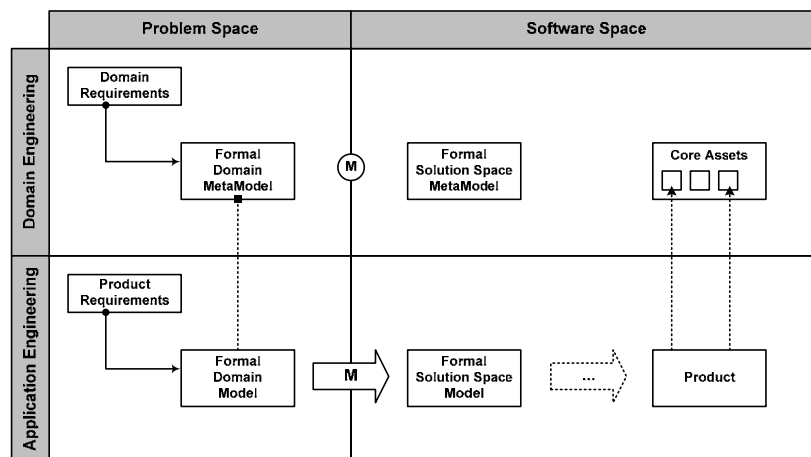 Problem Space
Software Space
Domain Engineering
Domain
Requirements
Formal
Domain
MetaModel
M
Formal
Solution Space
MetaModel
Core Assets
Application Engineering
Product
Requirements
Formal
Domain
Model
M
Formal
Solution Space
Model
...
Product